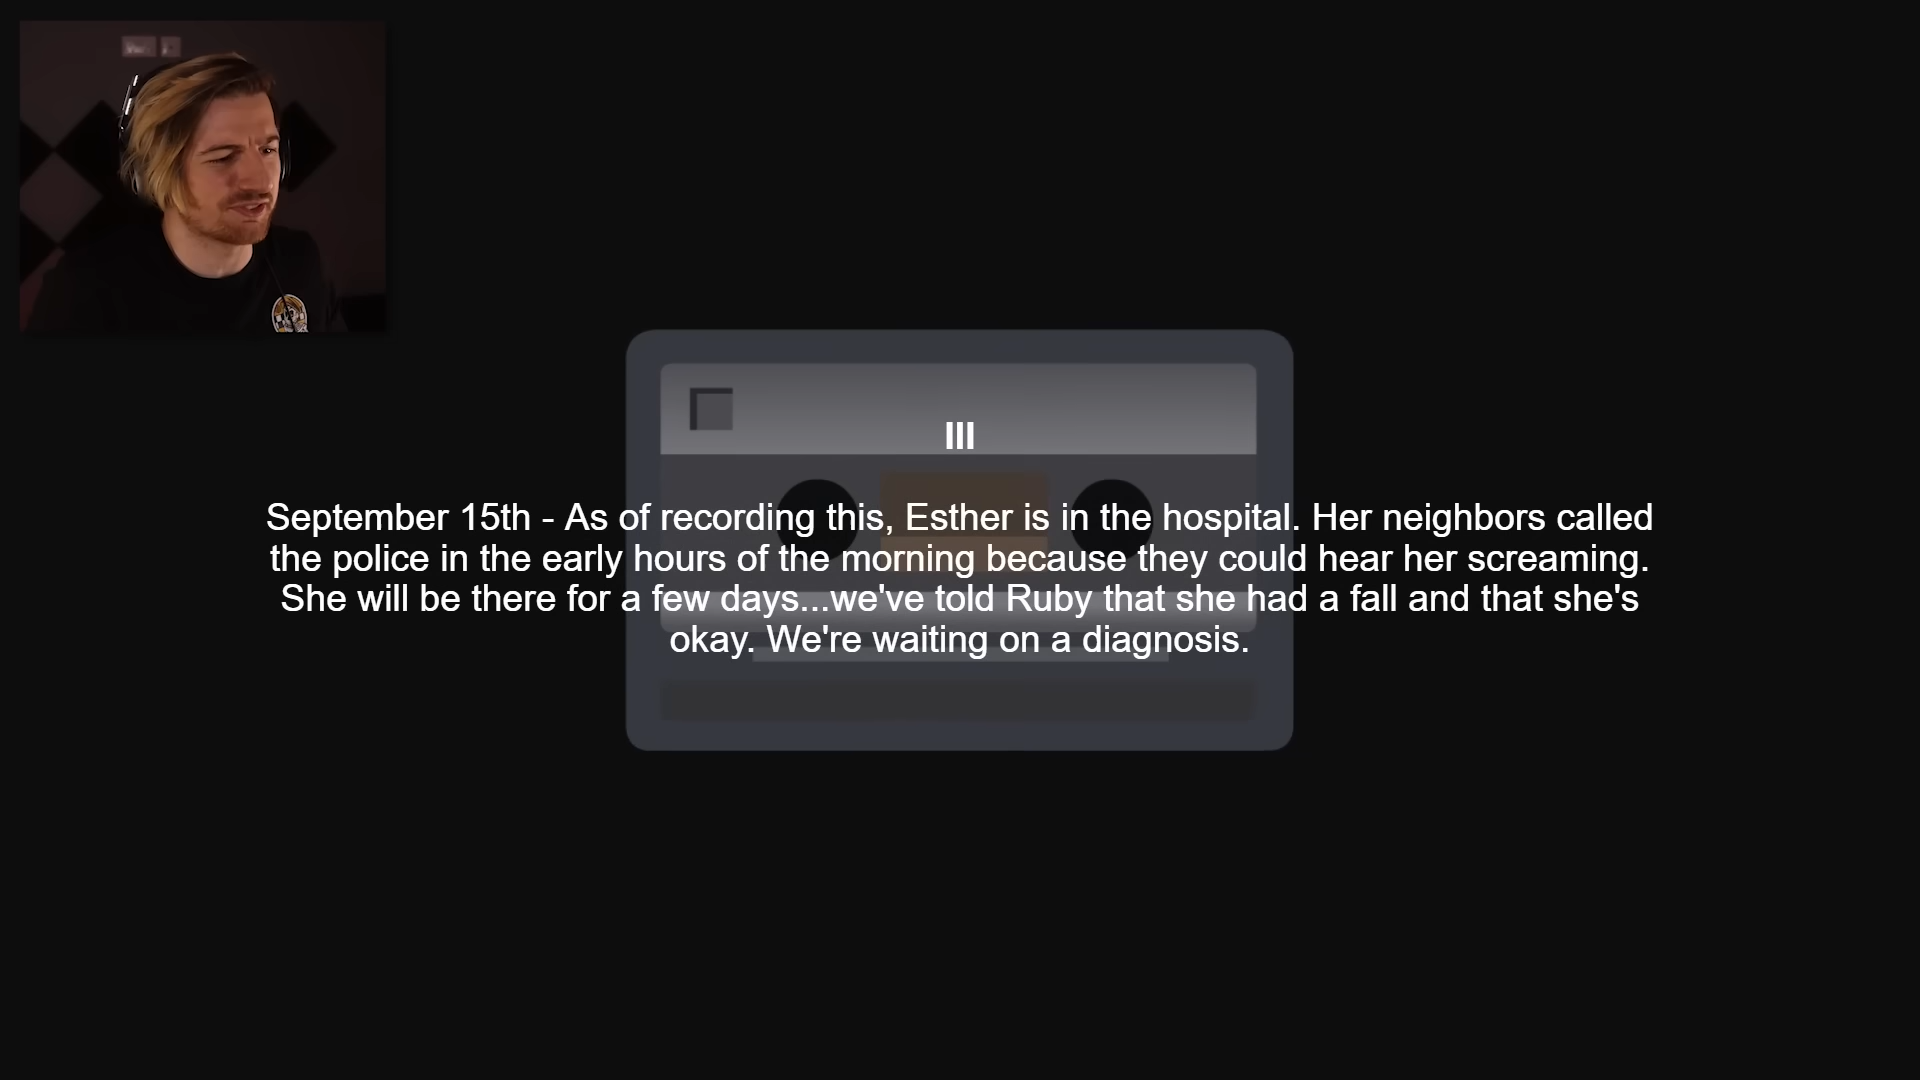 III
September 15th - As of recording this, Esther is in the hospital. Her neighbors called
the police in the early hours of the morning because they could hear her screaming.
She will be there for a few days...we've told Ruby that she had a fall and that she's
okay. We're waiting on a diagnosis.